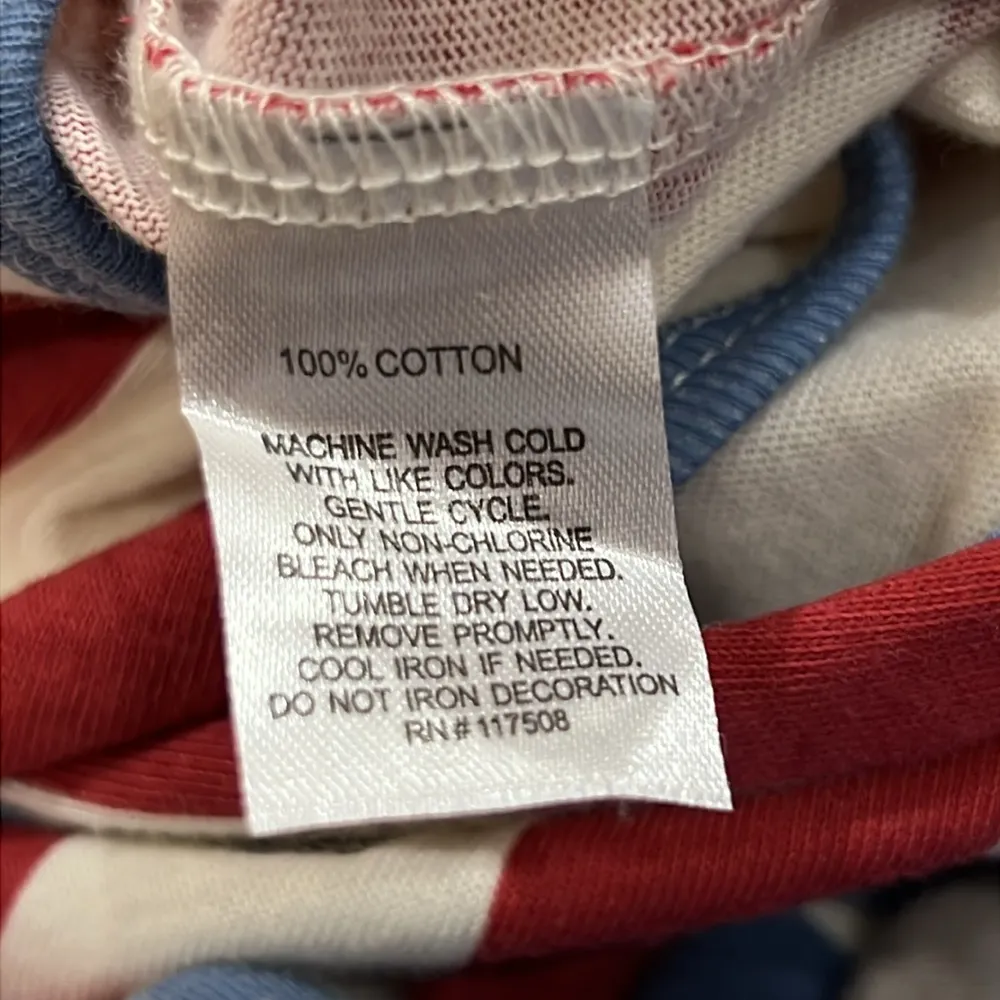 100% COTTON
MACHINE WASH COLD
WITH LIKE COLORS.
GENTLE CYCLE.
ONLY NON-CHLORINE
BLEACH WHEN NEEDED.
TUMBLE DRY LOW.
REMOVE PROMPTLY.
COOL IRON IF NEEDED.
DO NOT IRON DECORATION
RN # 117508